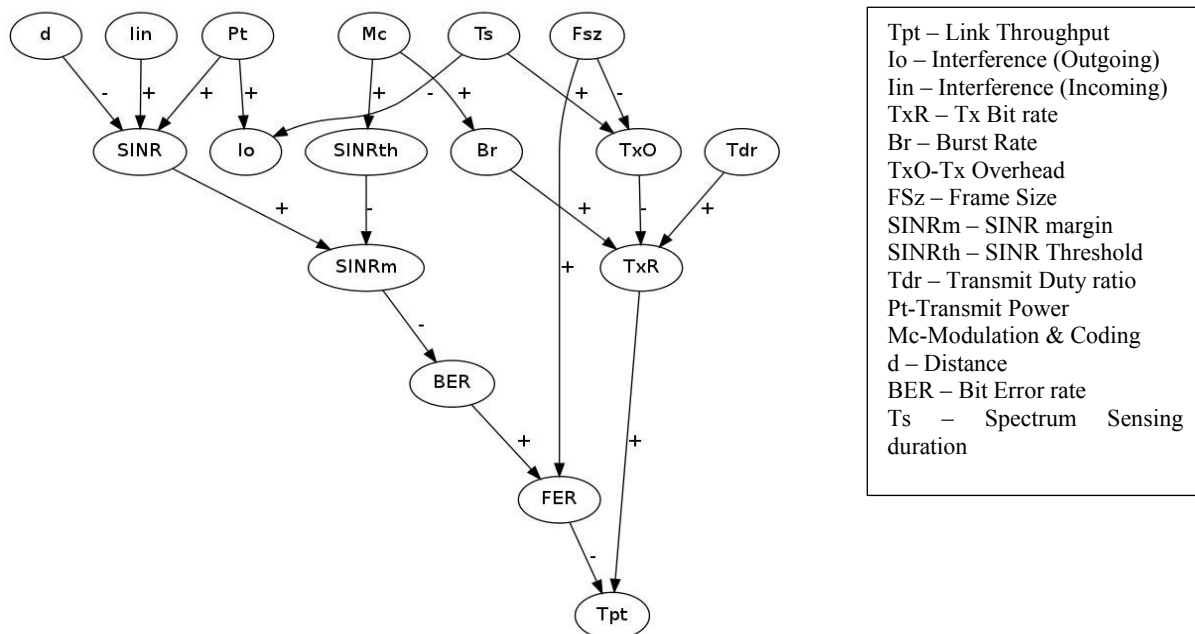 d Iin Pt Mc Ts Fsz
- + + + + - + + -
SINR Io SINRth Br TxO Tdr
+ - + - +
SINRm TxR
+
-
BER
+ +
FER
-
Tpt
Tpt – Link Throughput
Io – Interference (Outgoing)
Iin – Interference (Incoming)
TxR – Tx Bit rate
Br – Burst Rate
TxO-Tx Overhead
FSz – Frame Size
SINRm – SINR margin
SINRth – SINR Threshold
Tdr – Transmit Duty ratio
Pt-Transmit Power
Mc-Modulation & Coding
d – Distance
BER – Bit Error rate
Ts – Spectrum Sensing
duration